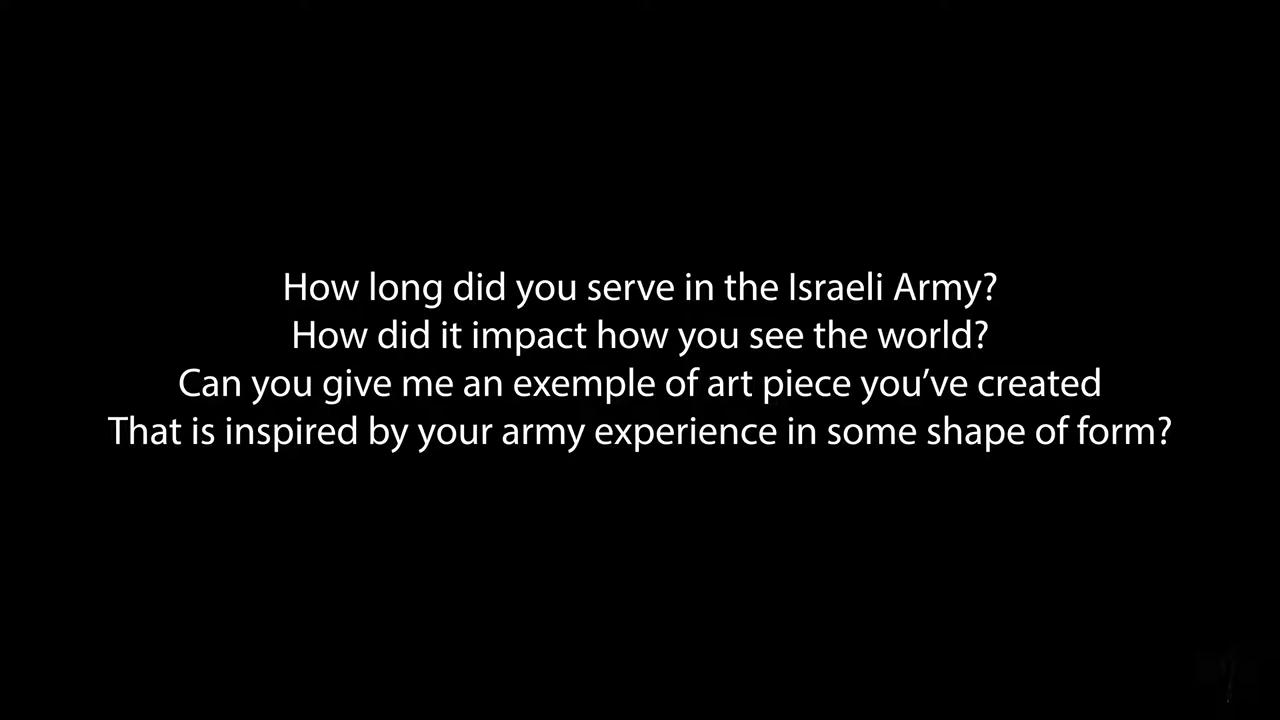 How long did you serve in the Israeli Army?
How did it impact how you see the world?
Can you give me an exemple of art piece you’ve created
That is inspired by your army experience in some shape of form?